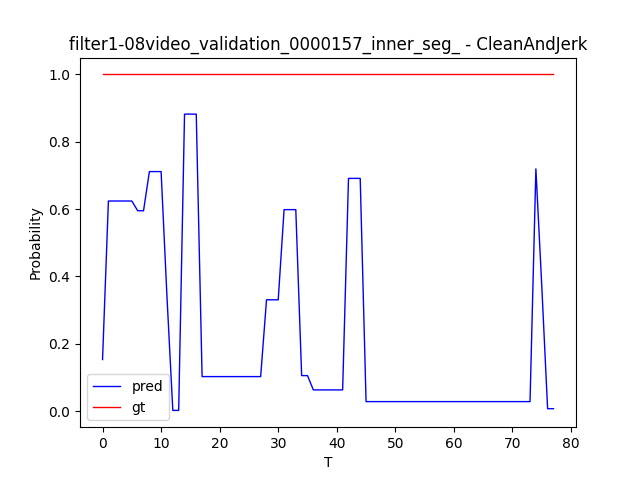 filter1-08video_validation_0000157_inner_seg_ - CleanAndJerk
1.0
0.8
0.6
0.4
0.2
0.0
Probability
pred
gt
0 10 20 30 40 50 60 70 80
T